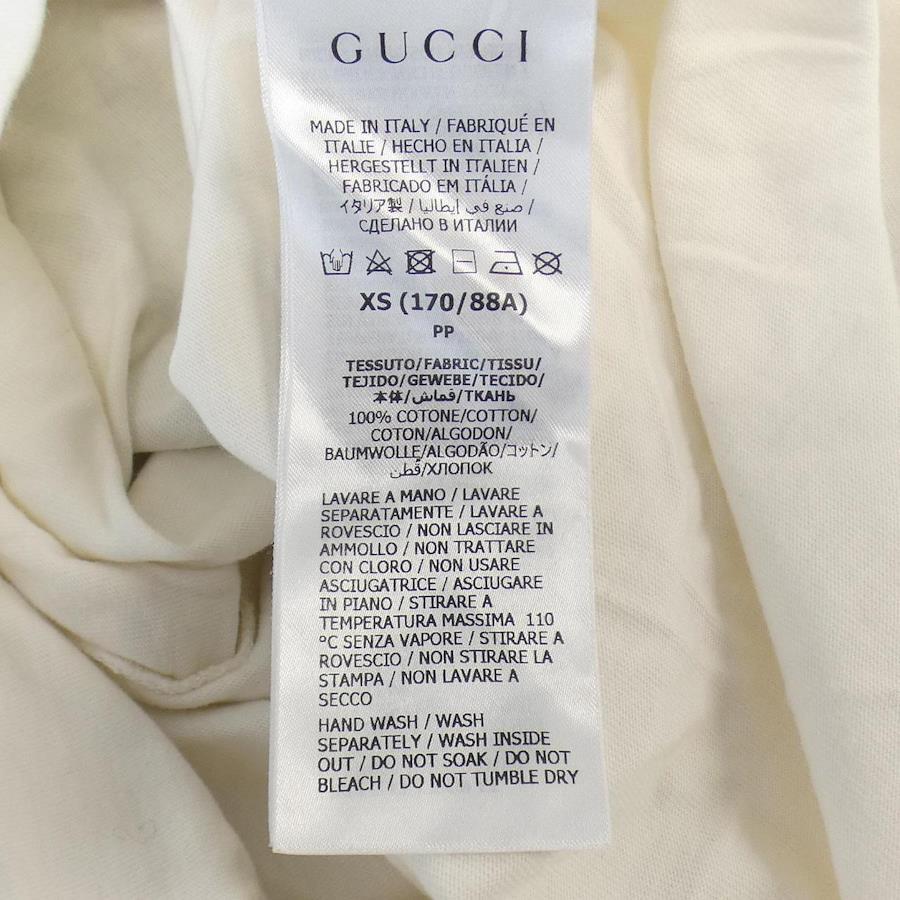 GUCCI
MADE IN ITALY / FABRIQUÉ EN
ITALIE / HECHO EN ITALIA /
HERGESTELLT IN ITALIEN /
FABRICADO EM ITÁLIA /
イタリア製 / صنع في إيطاليا /
СДЕЛАНО В ИТАЛИИ
XS (170/88A)
PP
TESSUTO/FABRIC/TISSU/
TEJIDO/GEWEBE/TECIDO/
本体/قماش/ТКАНЬ
100% COTONE/COTTON/
COTON/ALGODON/
BAUMWOLLE/ALGODÃO/コットン/
قطن/ХЛОПОК
LAVARE A MANO / LAVARE
SEPARATAMENTE / LAVARE A
ROVESCIO / NON LASCIARE IN
AMMOLLO / NON TRATTARE
CON CLORO / NON USARE
ASCIUGATRICE / ASCIUGARE
IN PIANO / STIRARE A
TEMPERATURA MASSIMA 110
°C SENZA VAPORE / STIRARE A
ROVESCIO / NON STIRARE LA
STAMPA / NON LAVARE A
SECCO
HAND WASH / WASH
SEPARATELY / WASH INSIDE
OUT / DO NOT SOAK / DO NOT
BLEACH / DO NOT TUMBLE DRY